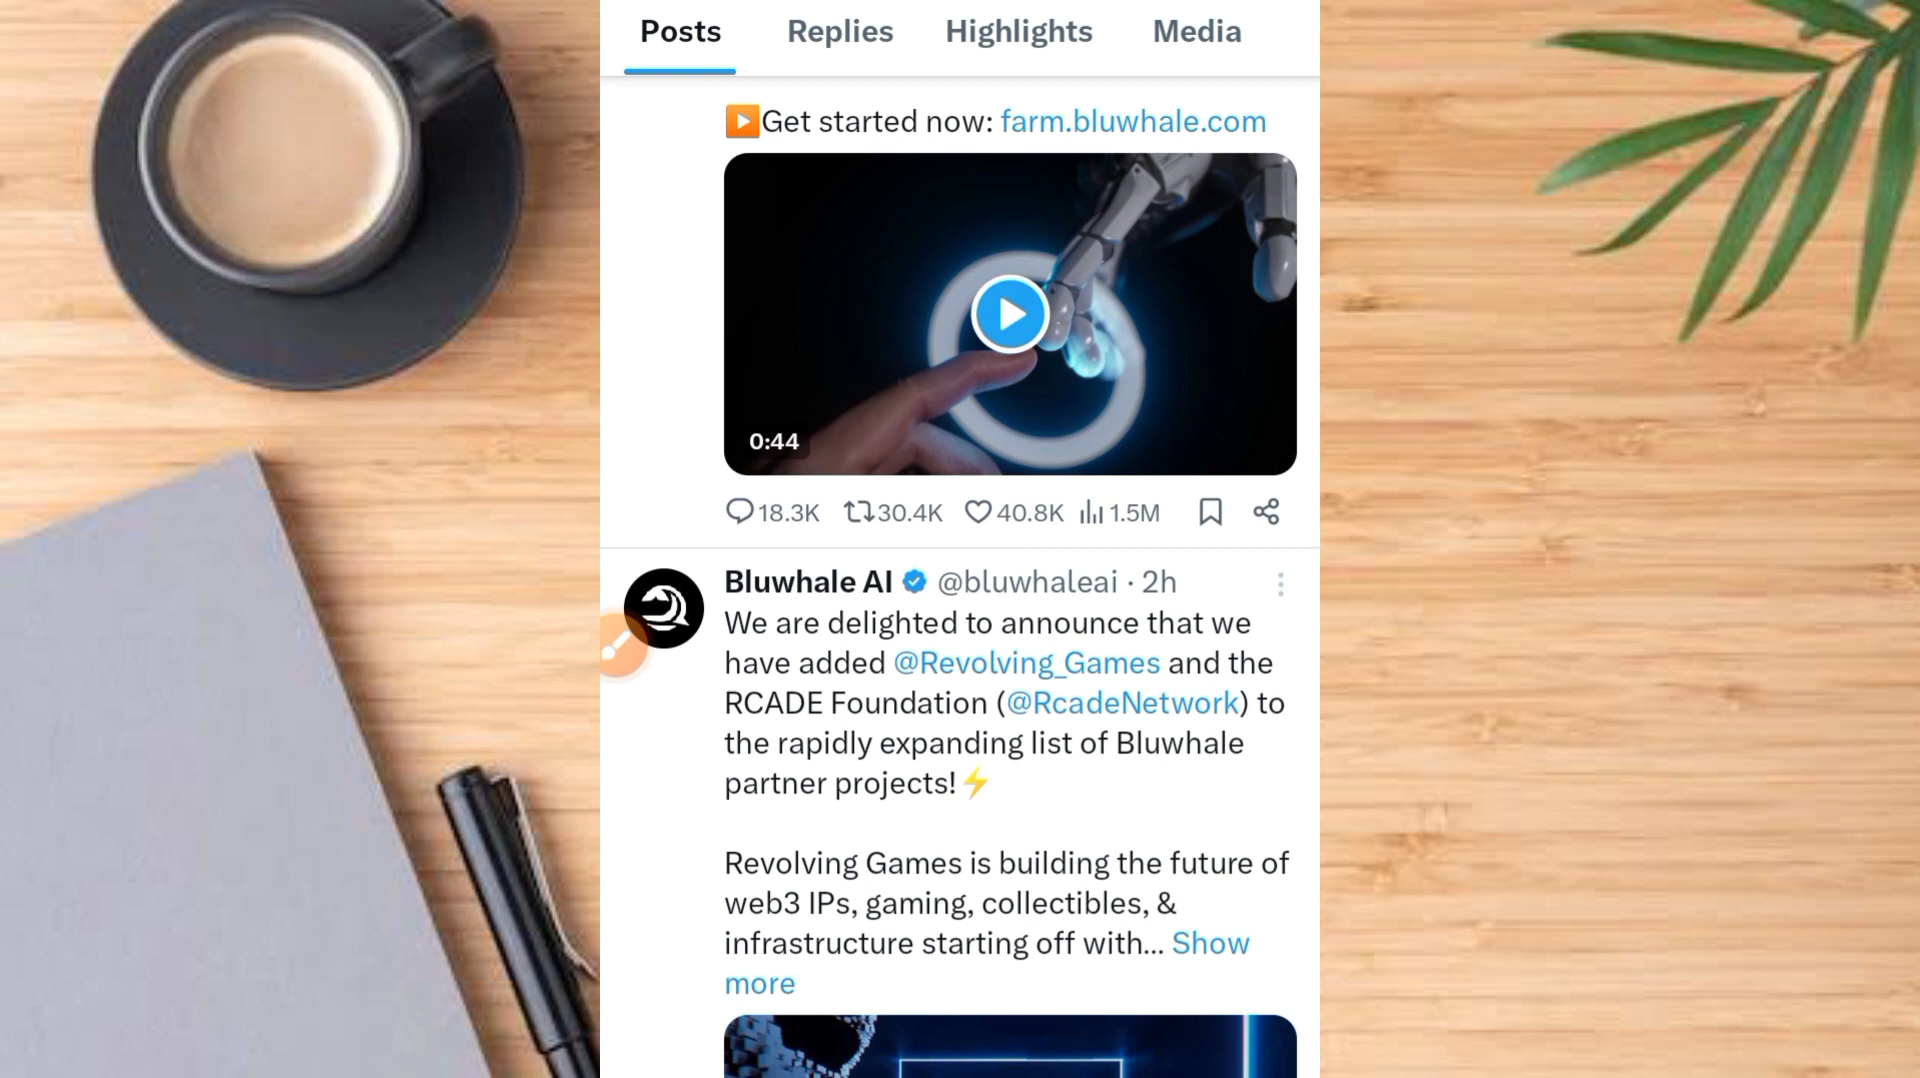 Posts Replies Highlights Media
▶️Get started now: farm.bluwhale.com
0:44
18.3K 30.4K 40.8K 1.5M
Bluwhale AI @bluwhaleai · 2h
We are delighted to announce that we
have added @Revolving_Games and the
RCADE Foundation (@RcadeNetwork) to
the rapidly expanding list of Bluwhale
partner projects!⚡
Revolving Games is building the future of
web3 IPs, gaming, collectibles, &
infrastructure starting off with... Show
more